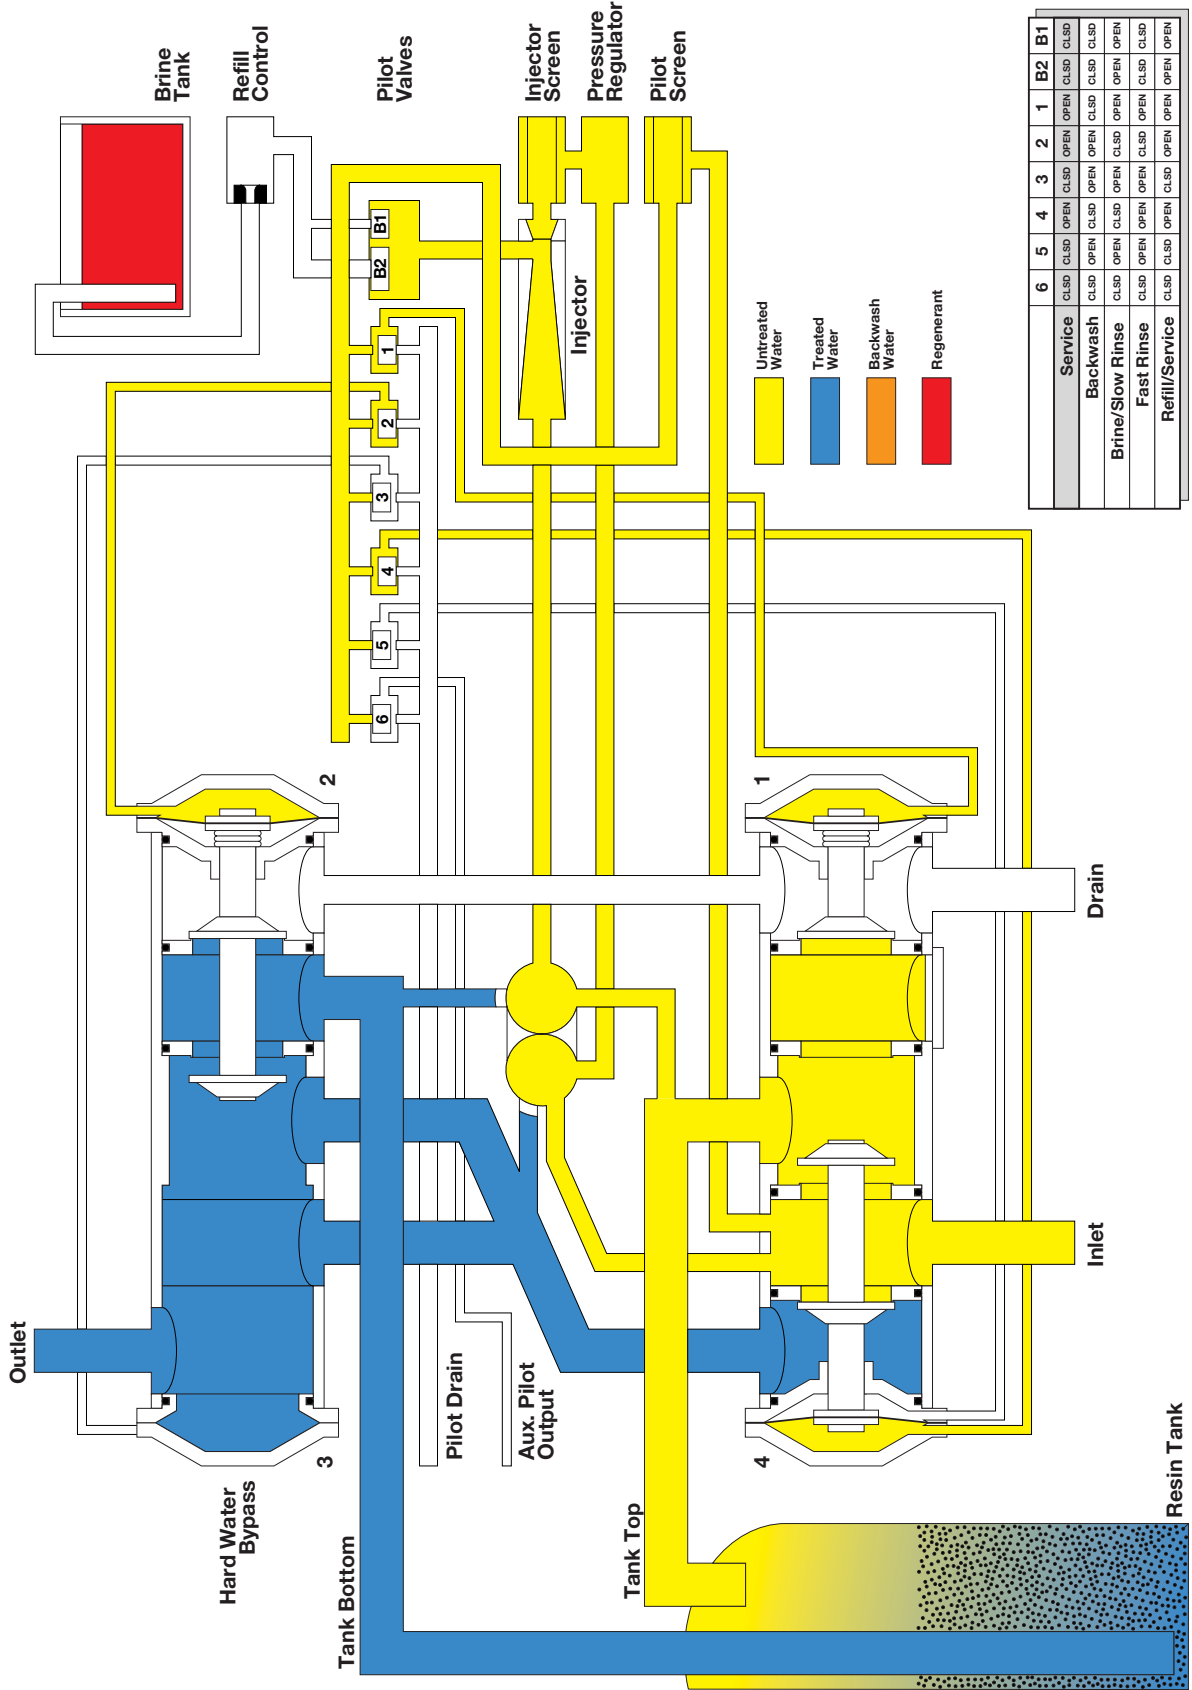 Outlet
Brine
Tank
Hard Water
Bypass
Refill
Control
3
2
Tank Bottom
6
5
4
3
2
1
B2
B1
Pilot
Valves
Pilot Drain
Aux. Pilot
Output
Injector
Injector
Screen
Pressure
Regulator
Tank Top
Pilot
Screen
4
1
Untreated
Water
Treated
Water
Backwash
Water
Regenerant
Inlet
Drain
Resin Tank
6 5 4 3 2 1 B2 B1
Service CLSD CLSD OPEN CLSD OPEN OPEN CLSD CLSD
Backwash CLSD OPEN CLSD OPEN OPEN CLSD CLSD CLSD
Brine/Slow Rinse CLSD OPEN CLSD OPEN CLSD OPEN OPEN OPEN
Fast Rinse CLSD OPEN OPEN OPEN CLSD CLSD CLSD CLSD
Refill/Service CLSD CLSD OPEN CLSD OPEN OPEN OPEN OPEN